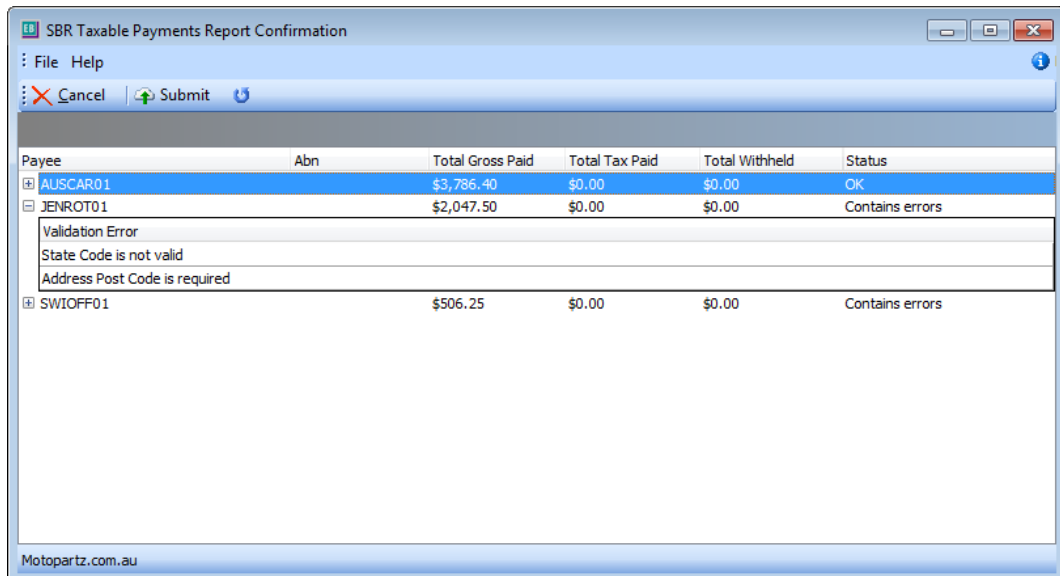 EB SBR Taxable Payments Report Confirmation
File Help
Cancel Submit
Payee Abn Total Gross Paid Total Tax Paid Total Withheld Status
AUSCAR01 $3,786.40 $0.00 $0.00 OK
JENROT01 $2,047.50 $0.00 $0.00 Contains errors
Validation Error
State Code is not valid
Address Post Code is required
SWIOFF01 $506.25 $0.00 $0.00 Contains errors
Motopartz.com.au